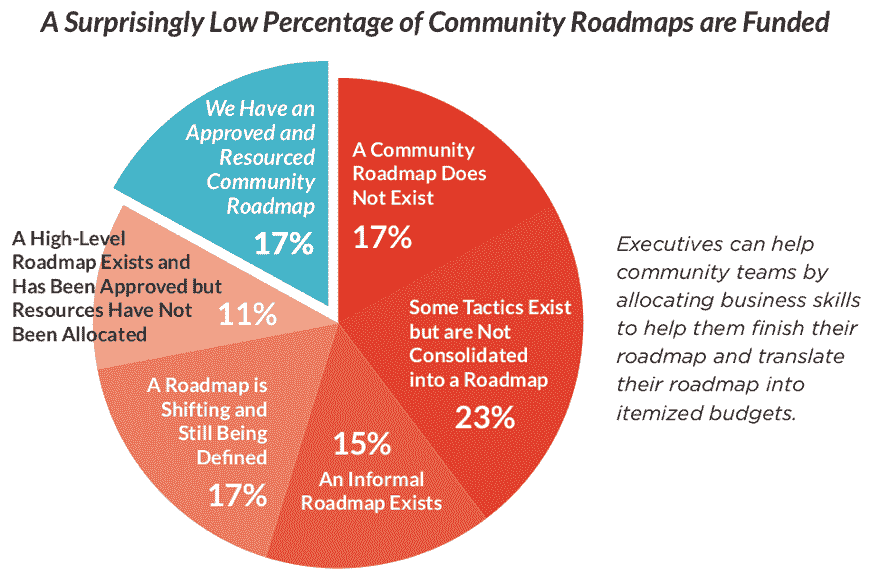 A Surprisingly Low Percentage of Community Roadmaps are Funded
We Have an
Approved and
Resourced
Community
Roadmap
17%
A Community
Roadmap Does
Not Exist
17%
Some Tactics Exist
but are Not
Consolidated
into a Roadmap
23%
15%
An Informal
Roadmap Exists
A Roadmap is
Shifting and
Still Being
Defined
17%
A High-Level
Roadmap Exists and
Has Been Approved but
Resources Have Not
Been Allocated
11%
Executives can help
community teams by
allocating business skills
to help them finish their
roadmap and translate
their roadmap into
itemized budgets.